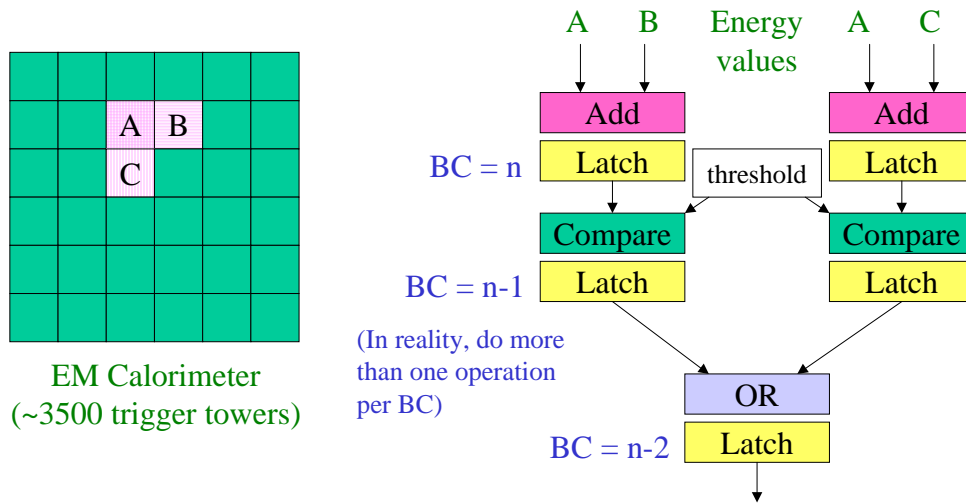 A B
C
EM Calorimeter
(~3500 trigger towers)
A B Energy values A C
Add Add
BC = n Latch threshold Latch
Compare Compare
BC = n-1 Latch Latch
(In reality, do more
than one operation
per BC)
OR
BC = n-2 Latch